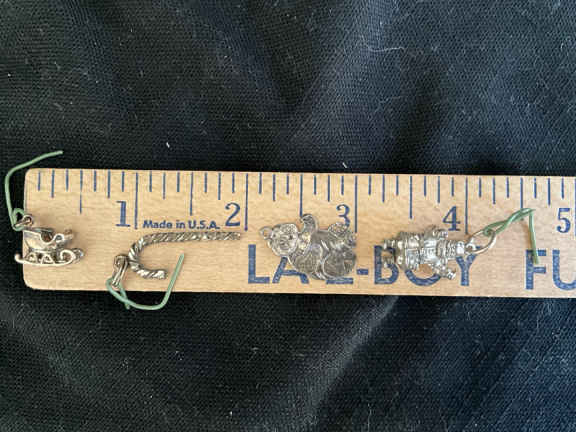 1 2 3 4 5
Made in U.S.A.
LA-Z-BOY FU